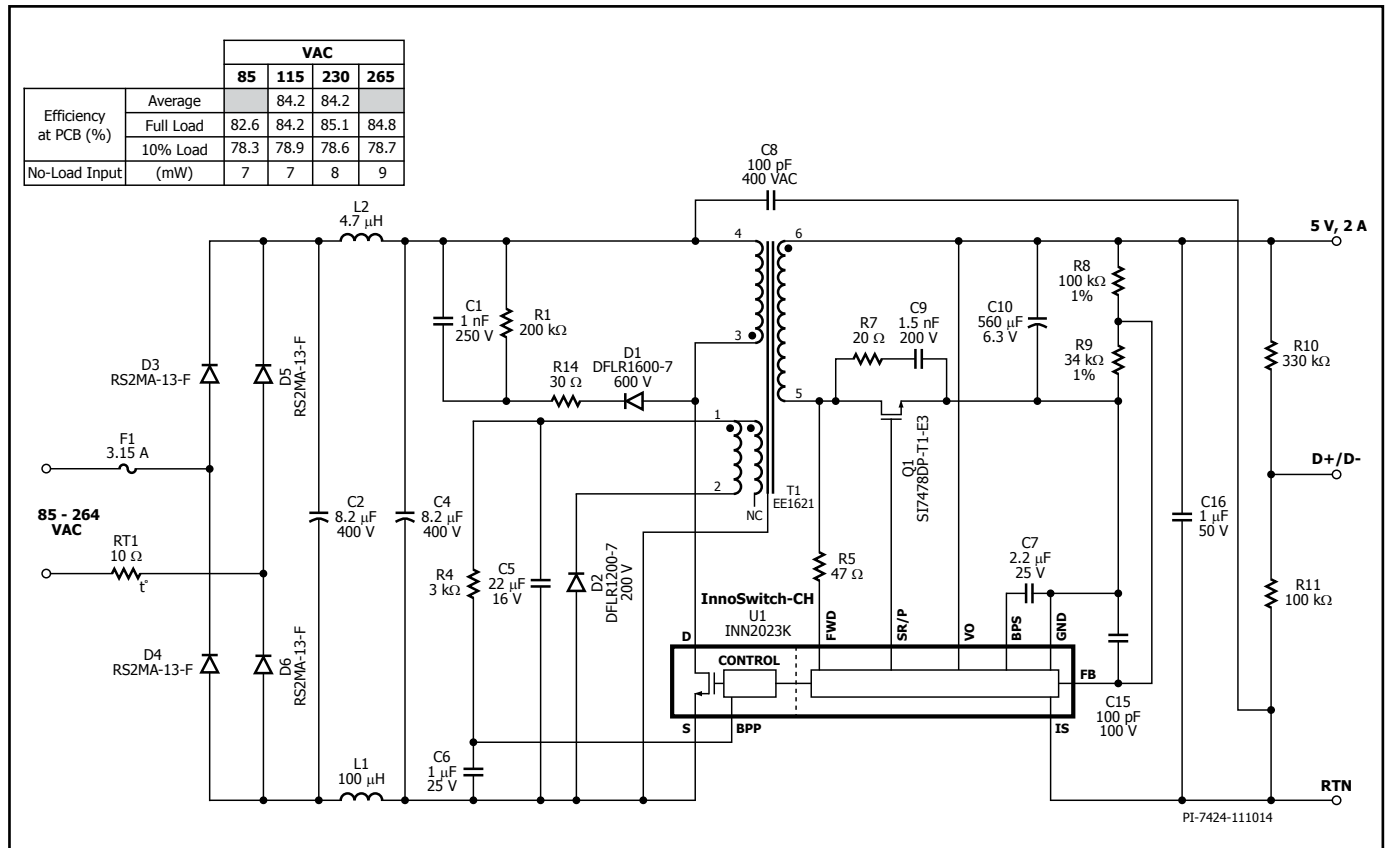 VAC
85 115 230 265
Efficiency
at PCB (%)
Average 84.2 84.2
Full Load 82.6 84.2 85.1 84.8
10% Load 78.3 78.9 78.6 78.7
No-Load Input (mW) 7 7 8 9
C8
100 pF
400 VAC
L2
4.7 μH
4
6
5 V, 2 A
C1
1 nF
250 V
R1
200 kΩ
3
R14
30 Ω
D1
DFLR1600-7
600 V
R7
20 Ω
C9
1.5 nF
200 V
C10
560 μF
6.3 V
R8
100 kΩ
1%
R9
34 kΩ
1%
R10
330 kΩ
D3
RS2MA-13-F
D5
RS2MA-13-F
5
1
2
NC
T1
EE1621
Q1
SI7478DP-T1-E3
F1
3.15 A
D+/D-
85 - 264
VAC
RT1
10 Ω
t°
C2
8.2 μF
400 V
C4
8.2 μF
400 V
R4
3 kΩ
C5
22 μF
16 V
D2
DFLR1200-7
200 V
R5
47 Ω
C7
2.2 μF
25 V
C16
1 μF
50 V
R11
100 kΩ
InnoSwitch-CH
U1
INN2023K
D
FWD
SR/P
VO
BPS
GND
CONTROL
FB
D4
RS2MA-13-F
D6
RS2MA-13-F
S
BPP
IS
C15
100 pF
100 V
C6
1 μF
25 V
L1
100 μH
RTN
PI-7424-111014